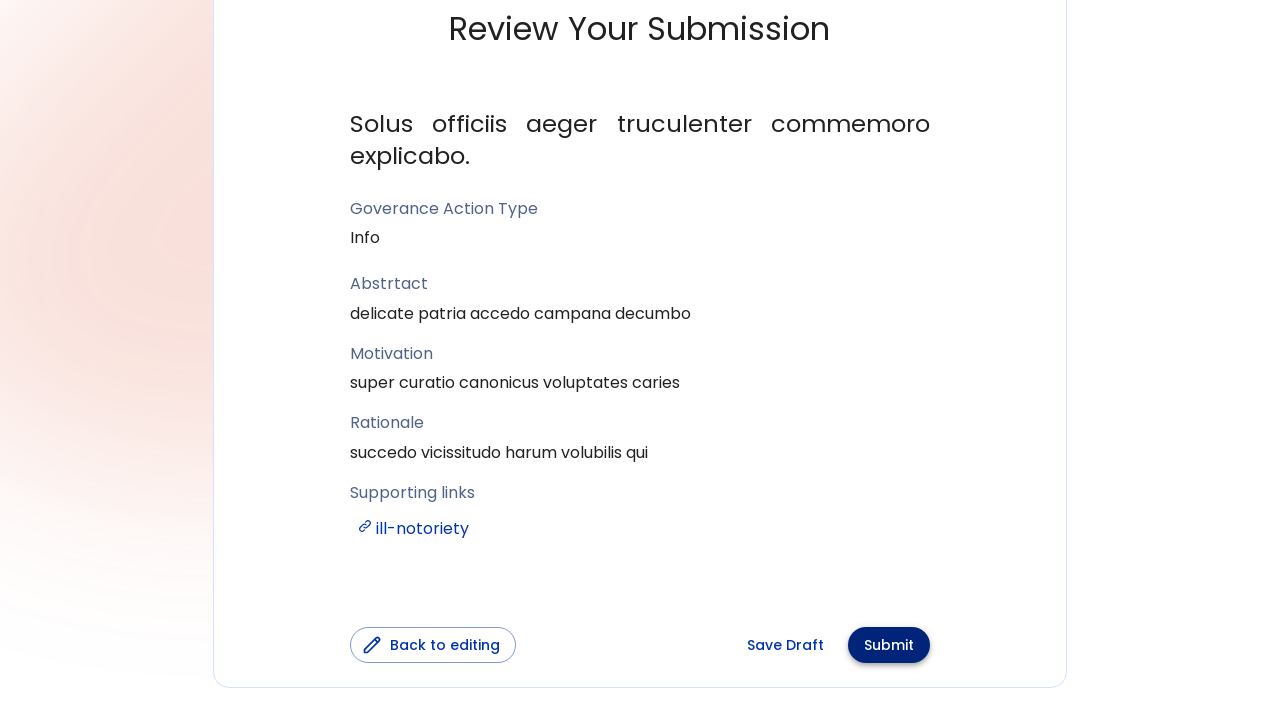 Review Your Submission
Solus officiis aeger truculenter commemoro
explicabo.
Goverance Action Type
Info
Abstrtact
delicate patria accedo campana decumbo
Motivation
super curatio canonicus voluptates caries
Rationale
succedo vicissitudo harum volubilis qui
Supporting links
ill-notoriety
Back to editing
Save Draft
Submit